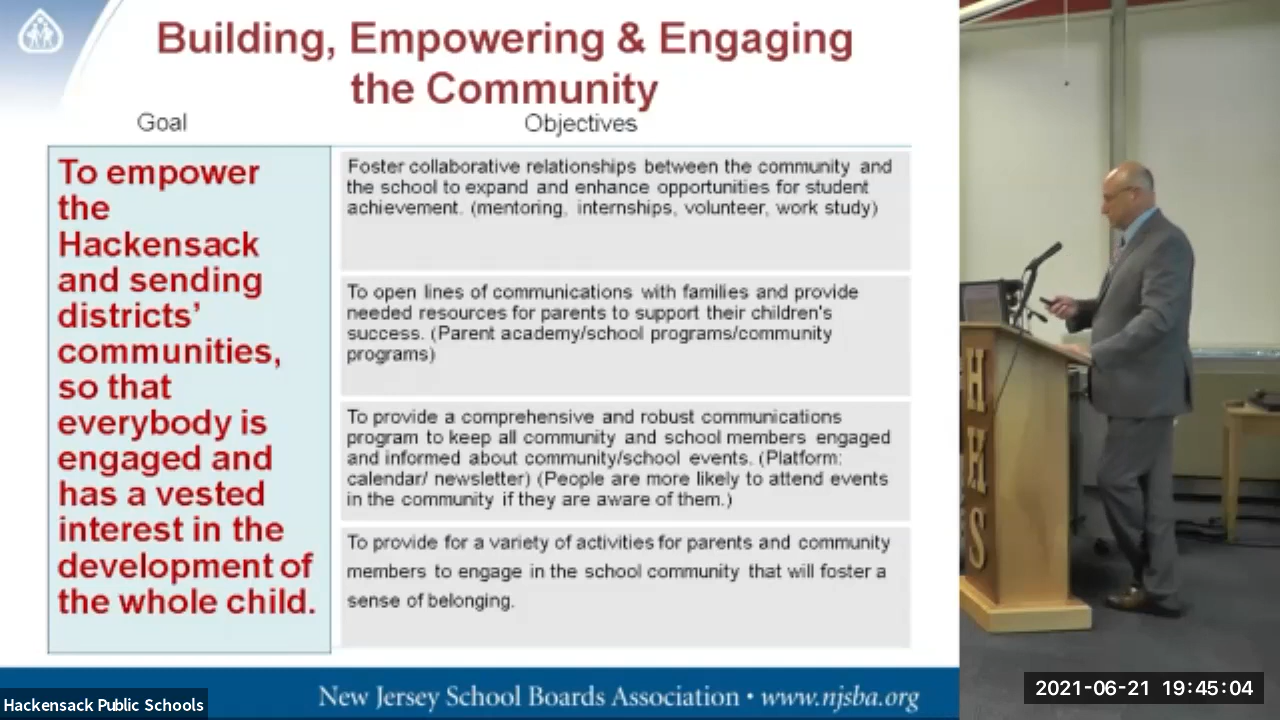 Building, Empowering & Engaging
the Community
Goal
Objectives
To empower
the
Hackensack
and sending
districts’
communities,
so that
everybody is
engaged and
has a vested
interest in the
development of
the whole child.
Foster collaborative relationships between the community and
the school to expand and enhance opportunities for student
achievement. (mentoring, internships, volunteer, work study)
To open lines of communications with families and provide
needed resources for parents to support their children's
success. (Parent academy/school programs/community
programs)
To provide a comprehensive and robust communications
program to keep all community and school members engaged
and informed about community/school events. (Platform:
calendar/ newsletter) (People are more likely to attend events
in the community if they are aware of them.)
To provide for a variety of activities for parents and community
members to engage in the school community that will foster a
sense of belonging.
New Jersey School Boards Association • www.njsba.org
Hackensack Public Schools
H
H
S
2021-06-21 19:45:04